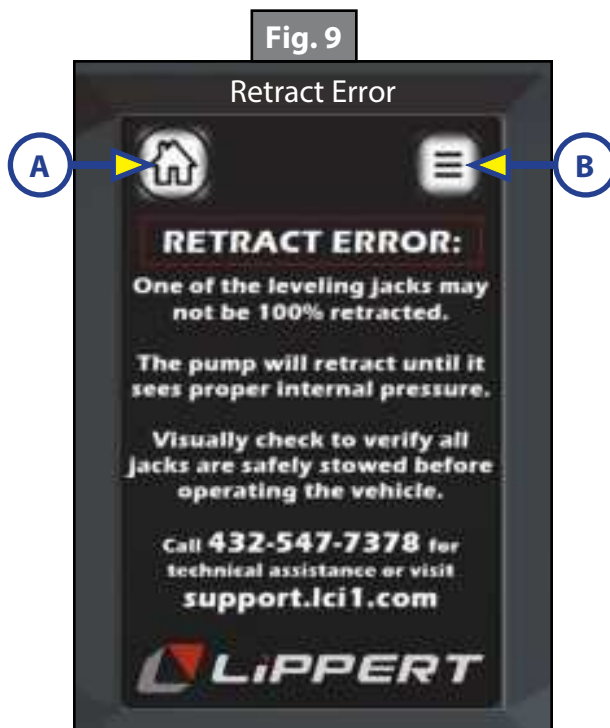 Fig. 9
Retract Error
A
B
RETRACT ERROR:
One of the leveling jacks may
not be 100% retracted.
The pump will retract until it
sees proper internal pressure.
Visually check to verify all
jacks are safely stowed before
operating the vehicle.
Call 432-547-7378 for
technical assistance or visit
support.lci1.com
LiPPERT